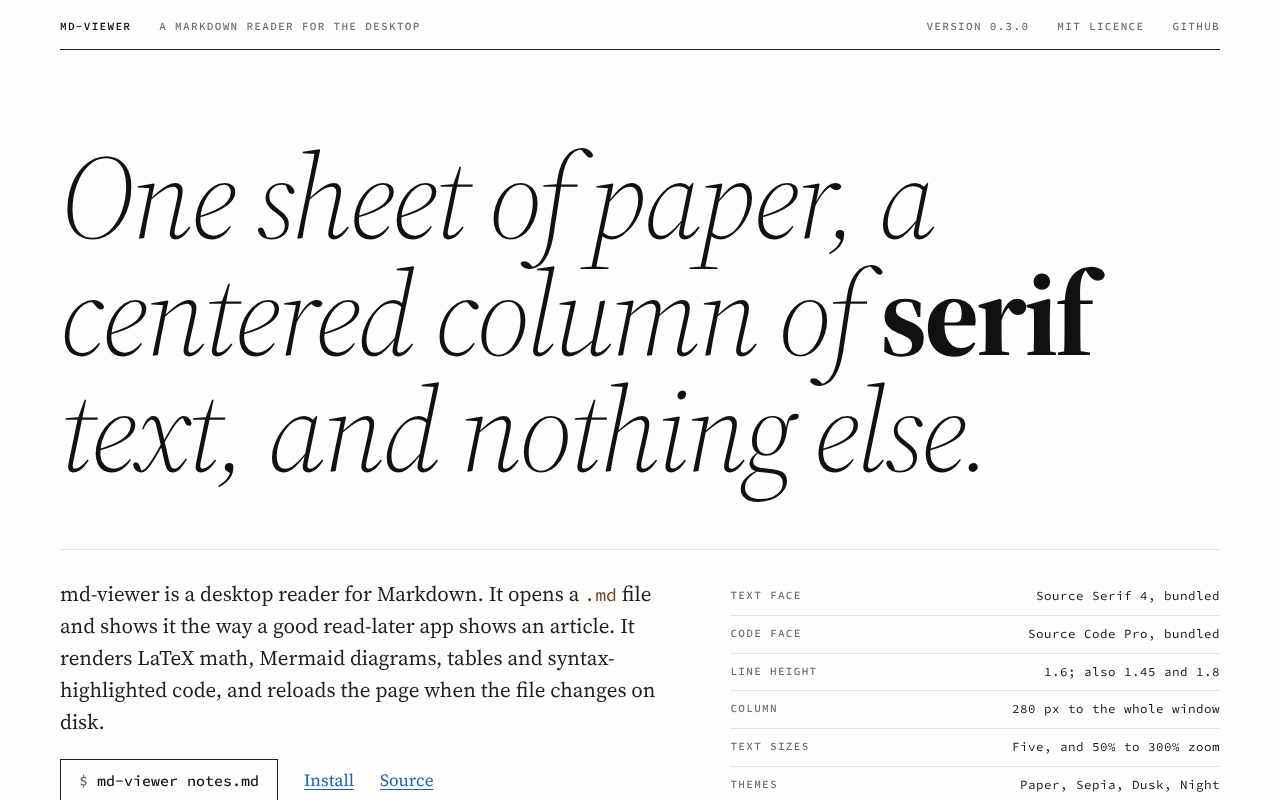 MD-VIEWER A MARKDOWN READER FOR THE DESKTOP VERSION 0.3.0 MIT LICENCE GITHUB
One sheet of paper, a
centered column of serif
text, and nothing else.
md-viewer is a desktop reader for Markdown. It opens a .md file
and shows it the way a good read-later app shows an article. It
renders LaTeX math, Mermaid diagrams, tables and syntax-
highlighted code, and reloads the page when the file changes on
disk.
$ md-viewer notes.md Install Source
TEXT FACE Source Serif 4, bundled
CODE FACE Source Code Pro, bundled
LINE HEIGHT 1.6; also 1.45 and 1.8
COLUMN 280 px to the whole window
TEXT SIZES Five, and 50% to 300% zoom
THEMES Paper, Sepia, Dusk, Night